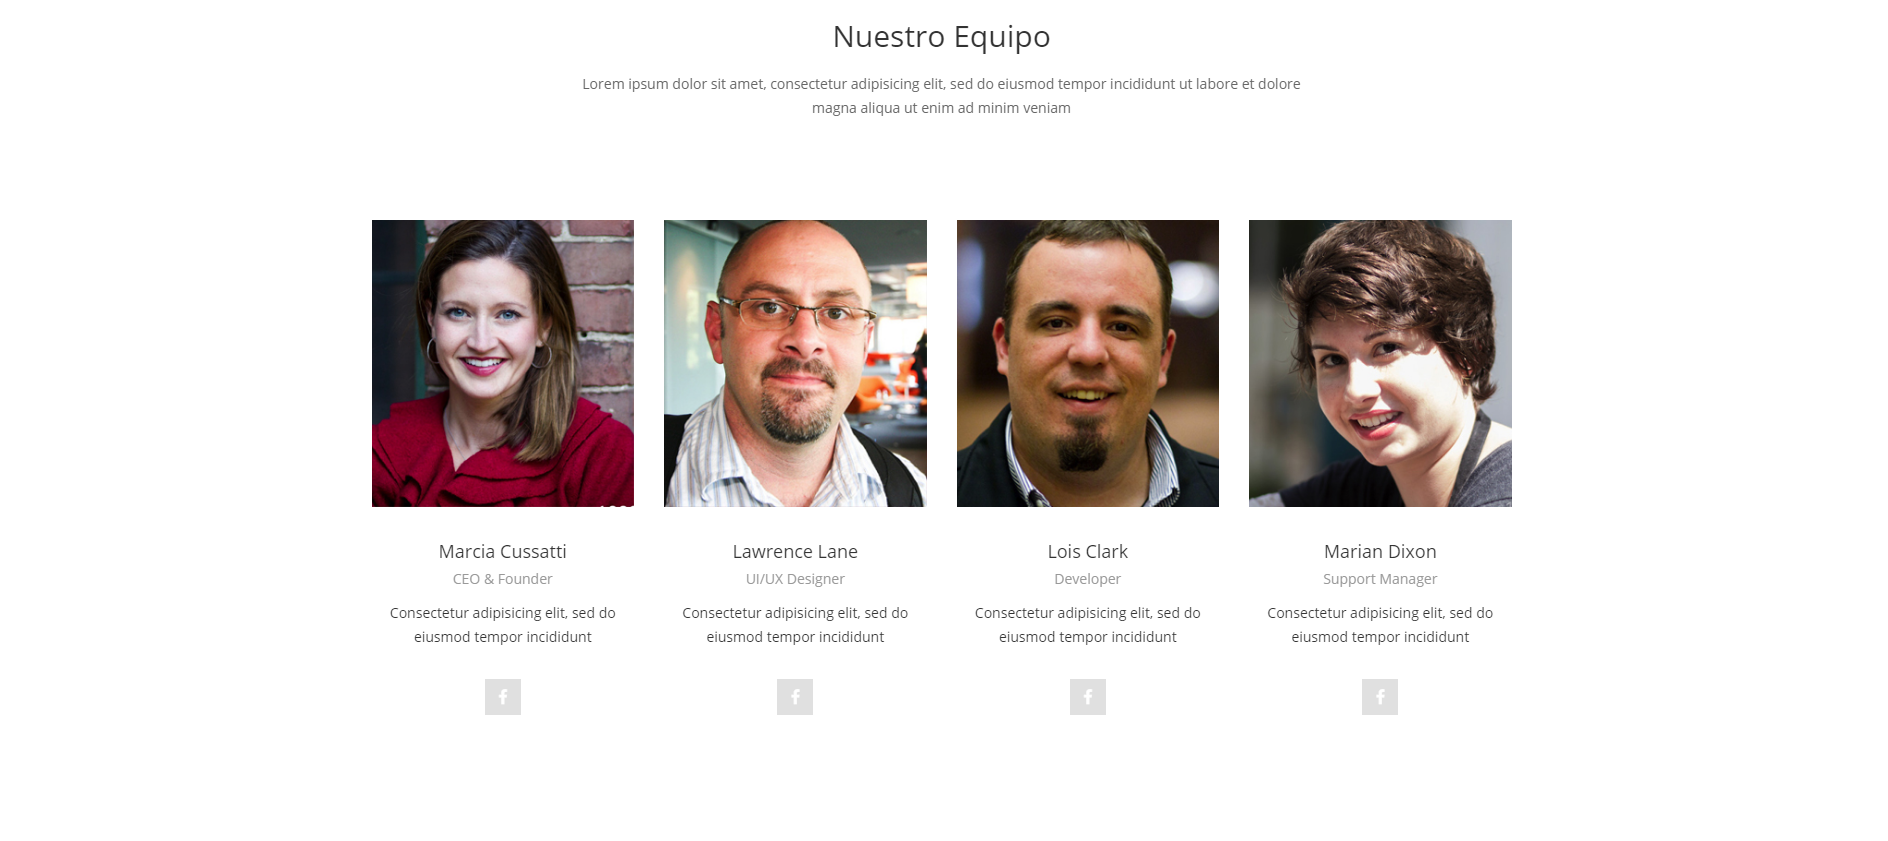 Nuestro Equipo
Lorem ipsum dolor sit amet, consectetur adipisicing elit, sed do eiusmod tempor incididunt ut labore et dolore
magna aliqua ut enim ad minim veniam
Marcia Cussatti
CEO & Founder
Consectetur adipisicing elit, sed do
eiusmod tempor incididunt
Lawrence Lane
UI/UX Designer
Consectetur adipisicing elit, sed do
eiusmod tempor incididunt
Lois Clark
Developer
Consectetur adipisicing elit, sed do
eiusmod tempor incididunt
Marian Dixon
Support Manager
Consectetur adipisicing elit, sed do
eiusmod tempor incididunt